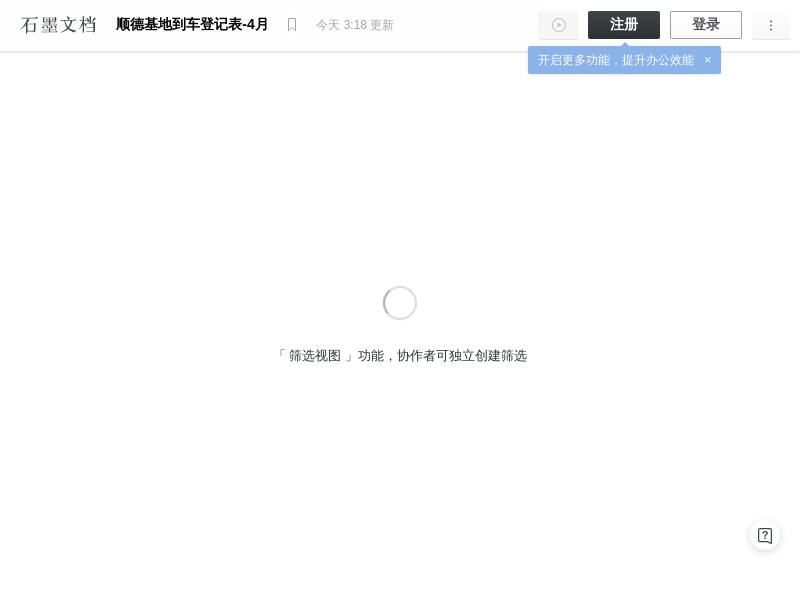 石墨文档 顺德基地到车登记表-4月 今天 3:18 更新 注册 登录
开启更多功能，提升办公效能 ×
「 筛选视图 」功能，协作者可独立创建筛选